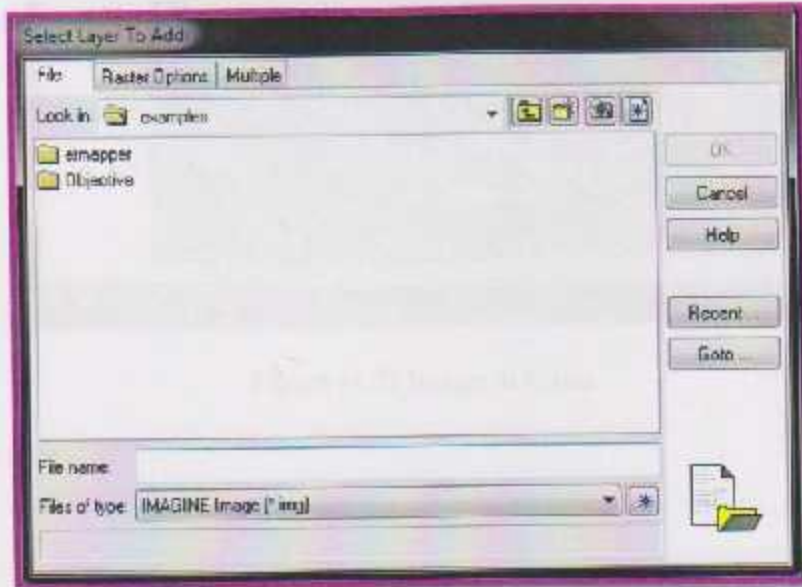 Select Layer To Add
File Raster Options Multiple
Look in: examples
ermapper
Objective
OK
Cancel
Help
Recent ...
Goto ...
File name:
Files of type: IMAGINE Image (*.img)